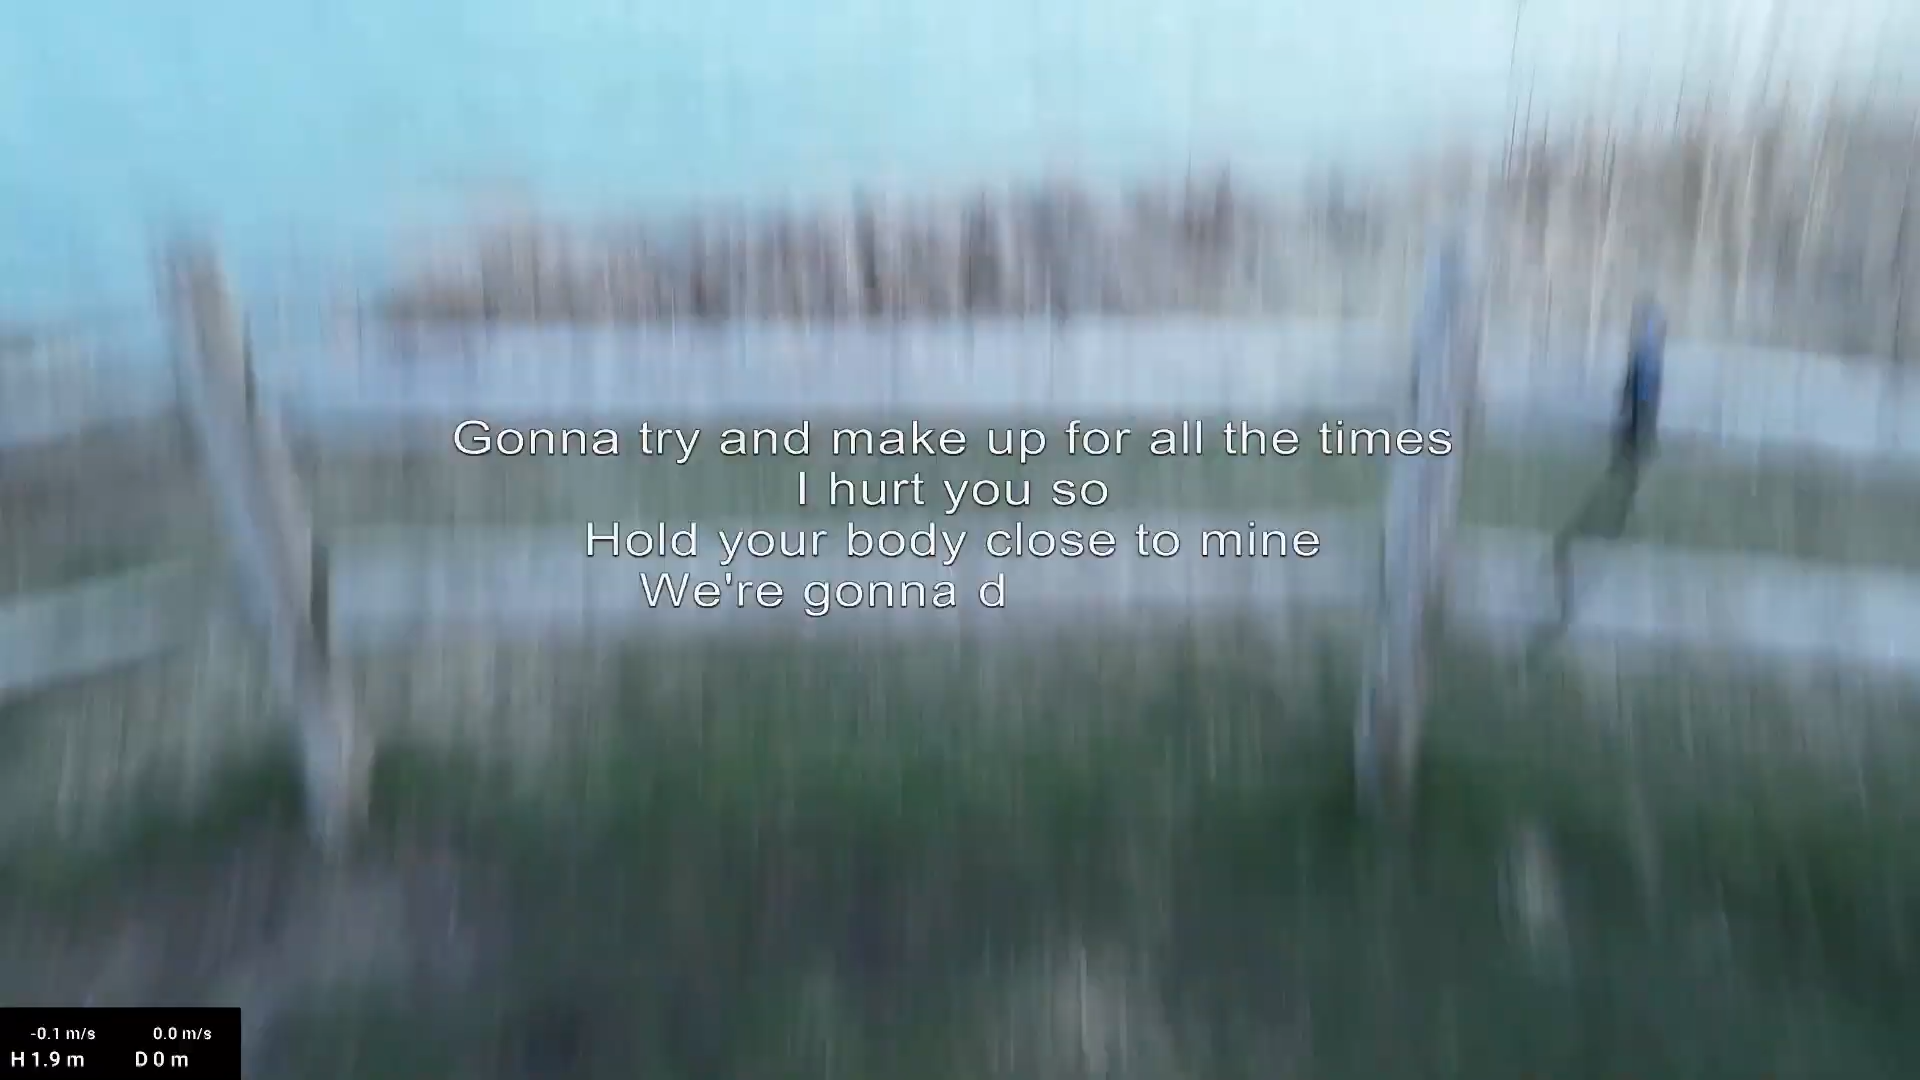 Gonna try and make up for all the times
I hurt you so
Hold your body close to mine
We're gonna d
-0.1 m/s 0.0 m/s
H 1.9 m D 0 m